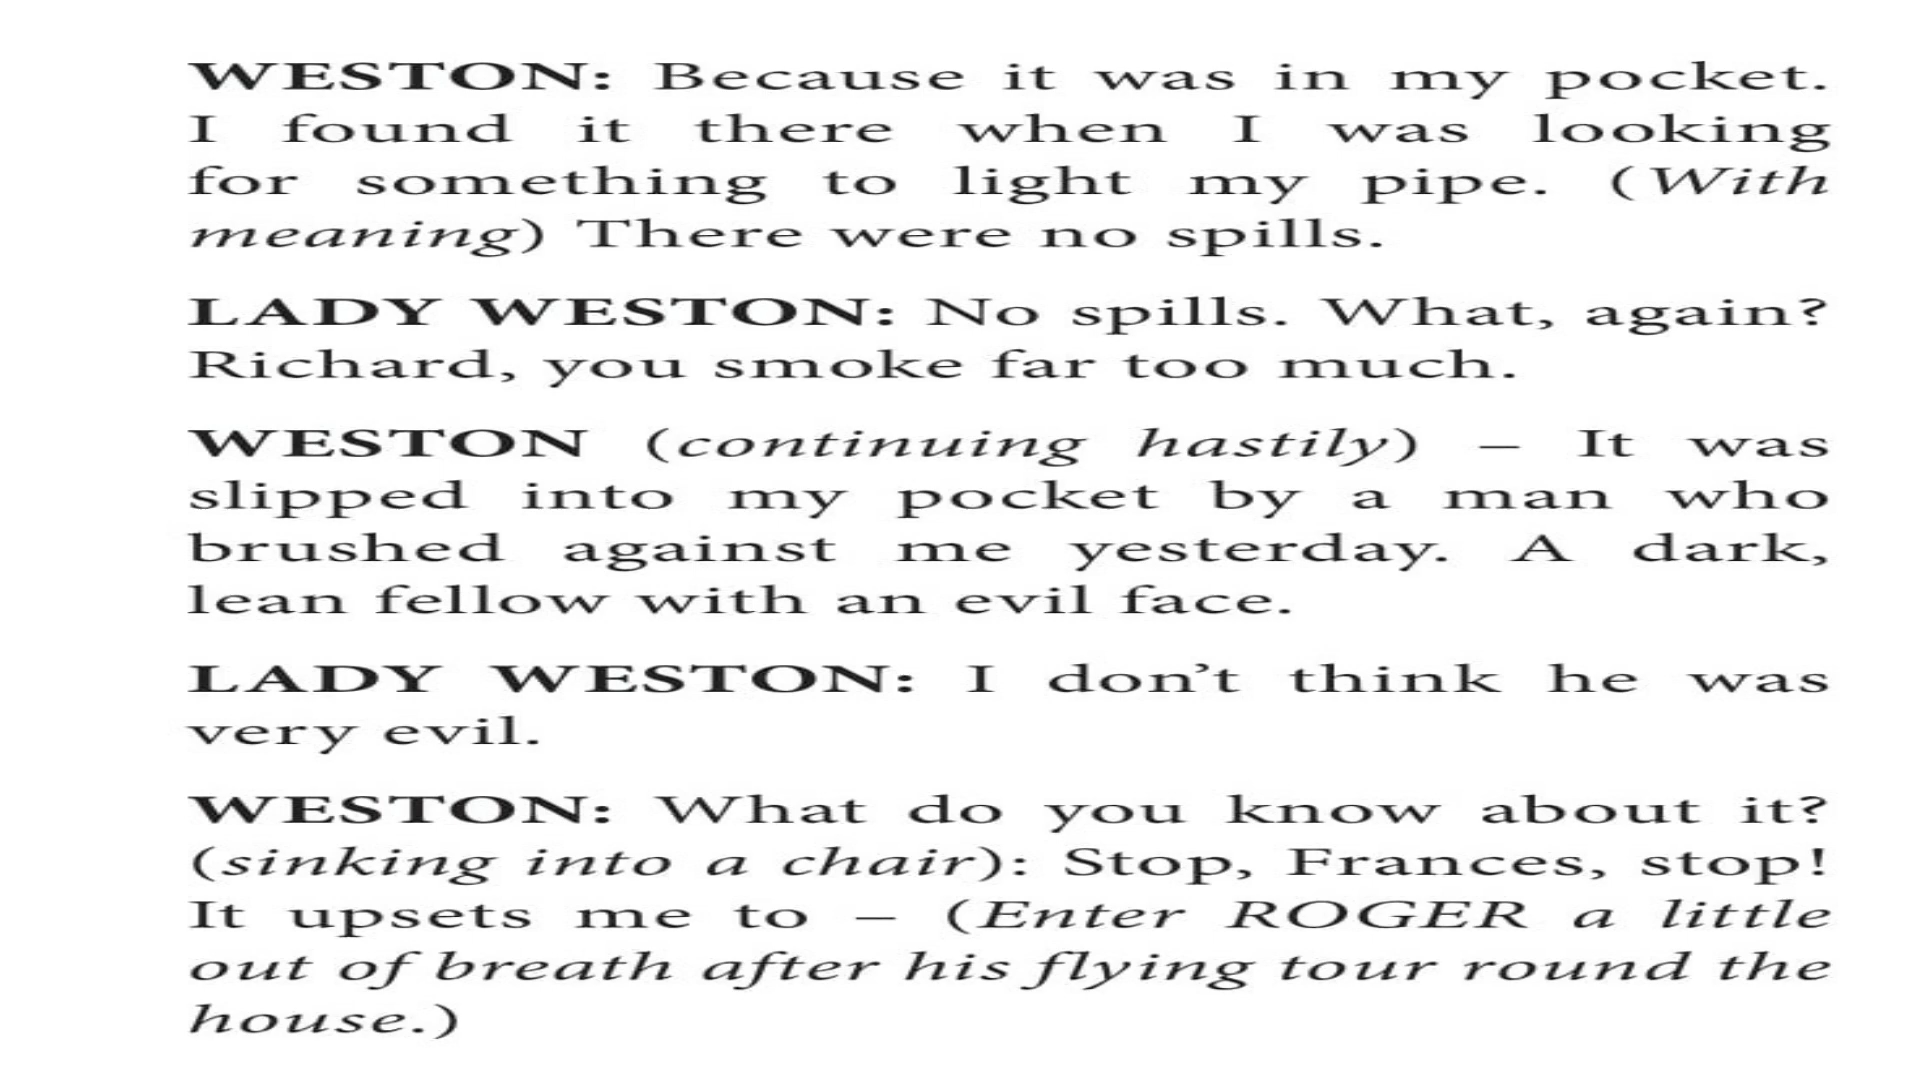 WESTON: Because it was in my pocket.
I found it there when I was looking
for something to light my pipe. (With
meaning) There were no spills.
LADY WESTON: No spills. What, again?
Richard, you smoke far too much.
WESTON (continuing hastily) – It was
slipped into my pocket by a man who
brushed against me yesterday. A dark,
lean fellow with an evil face.
LADY WESTON: I don’t think he was
very evil.
WESTON: What do you know about it?
(sinking into a chair): Stop, Frances, stop!
It upsets me to – (Enter ROGER a little
out of breath after his flying tour round the
house.)